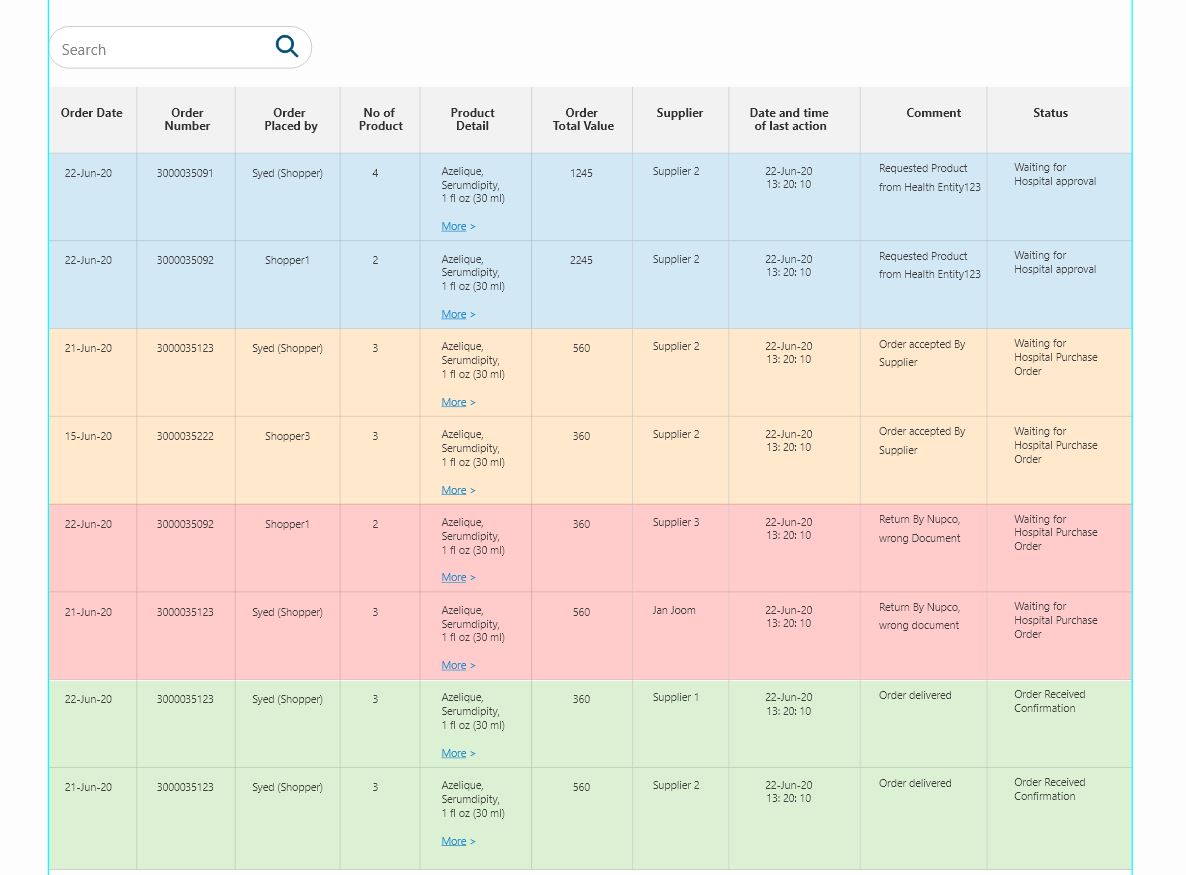 Search
Order Date
Order
Number
Order
Placed by
No of
Product
Product
Detail
Order
Total Value
Supplier
Date and time
of last action
Comment
Status
22-Jun-20
3000035091
Syed (Shopper)
4
Azelique,
Serumdipity,
1 fl oz (30 ml)
More >
1245
Supplier 2
22-Jun-20
13: 20: 10
Requested Product
from Health Entity123
Waiting for
Hospital approval
22-Jun-20
3000035092
Shopper1
2
Azelique,
Serumdipity,
1 fl oz (30 ml)
More >
2245
Supplier 2
22-Jun-20
13: 20: 10
Requested Product
from Health Entity123
Waiting for
Hospital approval
21-Jun-20
3000035123
Syed (Shopper)
3
Azelique,
Serumdipity,
1 fl oz (30 ml)
More >
560
Supplier 2
22-Jun-20
13: 20: 10
Order accepted By
Supplier
Waiting for
Hospital Purchase
Order
15-Jun-20
3000035222
Shopper3
3
Azelique,
Serumdipity,
1 fl oz (30 ml)
More >
360
Supplier 2
22-Jun-20
13: 20: 10
Order accepted By
Supplier
Waiting for
Hospital Purchase
Order
22-Jun-20
3000035092
Shopper1
2
Azelique,
Serumdipity,
1 fl oz (30 ml)
More >
360
Supplier 3
22-Jun-20
13: 20: 10
Return By Nupco,
wrong Document
Waiting for
Hospital Purchase
Order
21-Jun-20
3000035123
Syed (Shopper)
3
Azelique,
Serumdipity,
1 fl oz (30 ml)
More >
560
Jan Joom
22-Jun-20
13: 20: 10
Return By Nupco,
wrong document
Waiting for
Hospital Purchase
Order
22-Jun-20
3000035123
Syed (Shopper)
3
Azelique,
Serumdipity,
1 fl oz (30 ml)
More >
360
Supplier 1
22-Jun-20
13: 20: 10
Order delivered
Order Received
Confirmation
21-Jun-20
3000035123
Syed (Shopper)
3
Azelique,
Serumdipity,
1 fl oz (30 ml)
More >
560
Supplier 2
22-Jun-20
13: 20: 10
Order delivered
Order Received
Confirmation